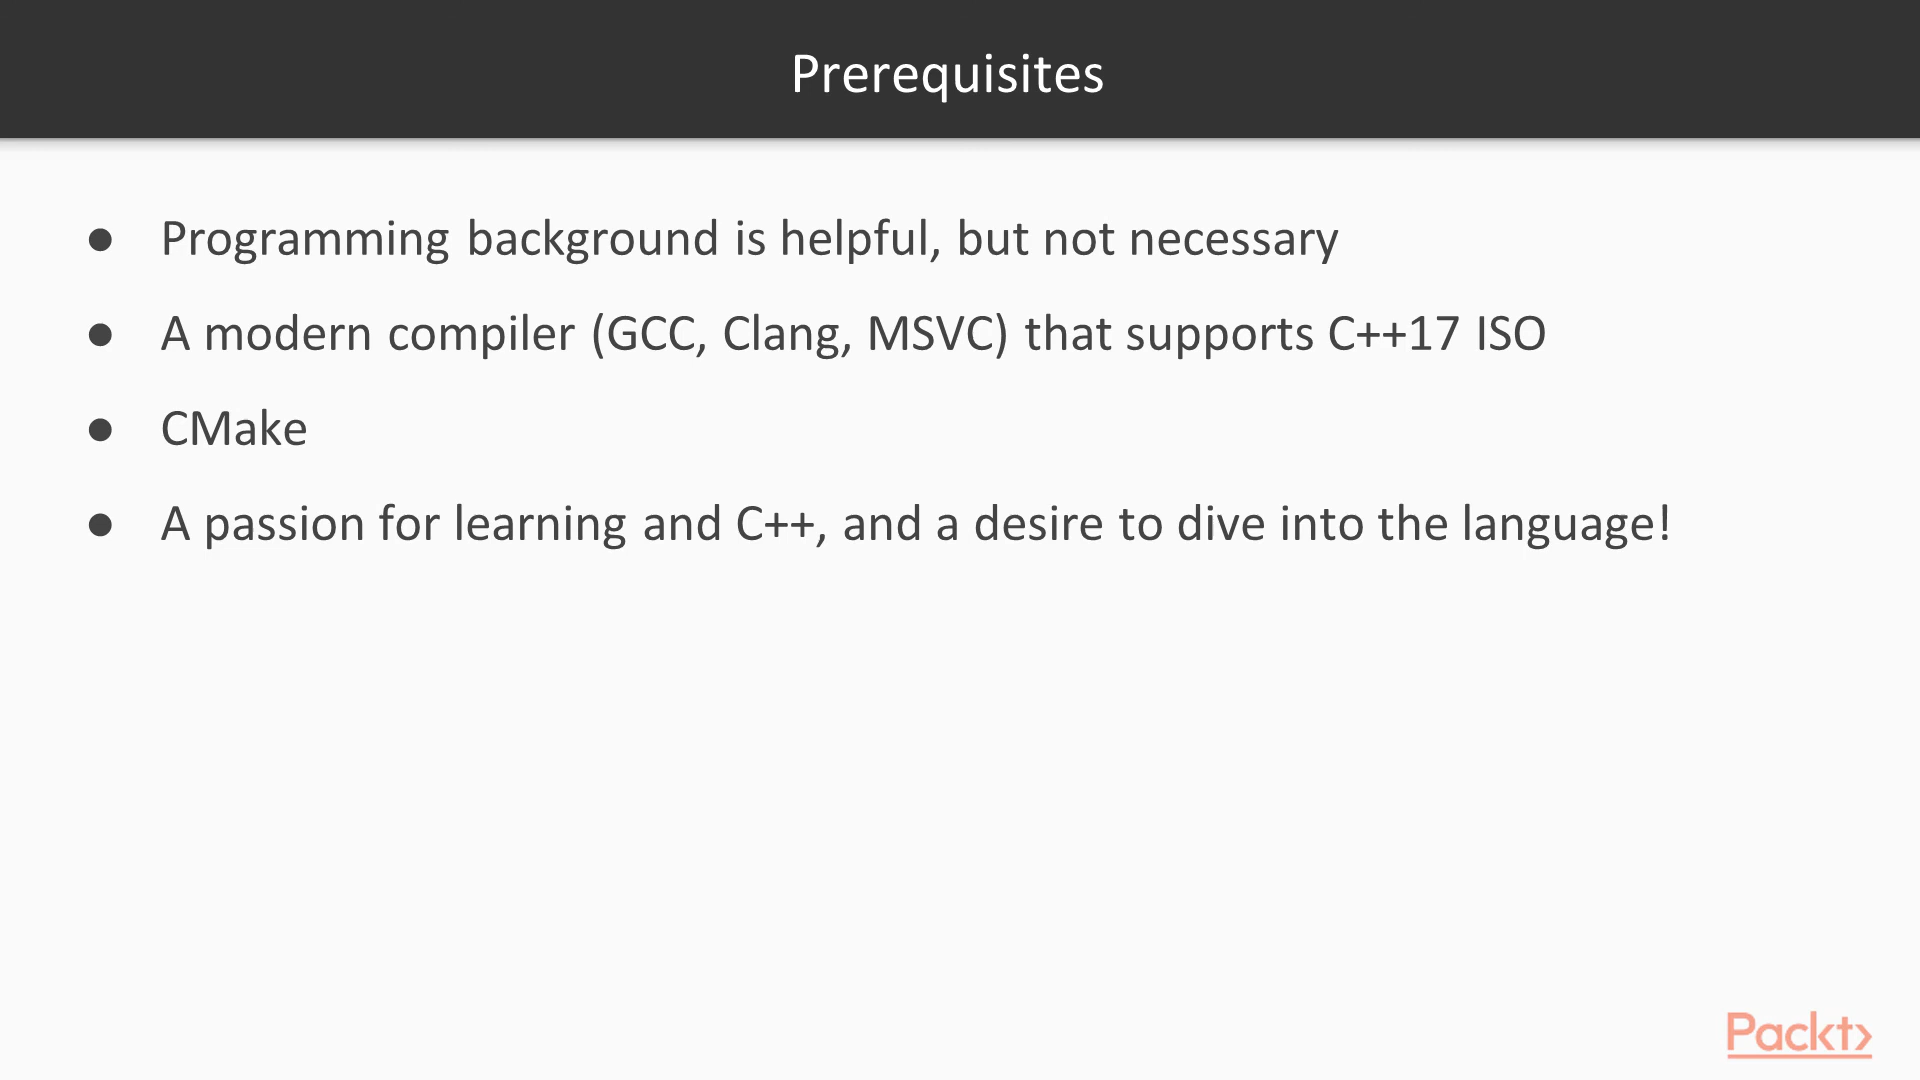 Prerequisites
● Programming background is helpful, but not necessary
● A modern compiler (GCC, Clang, MSVC) that supports C++17 ISO
● CMake
● A passion for learning and C++, and a desire to dive into the language!
Packt>